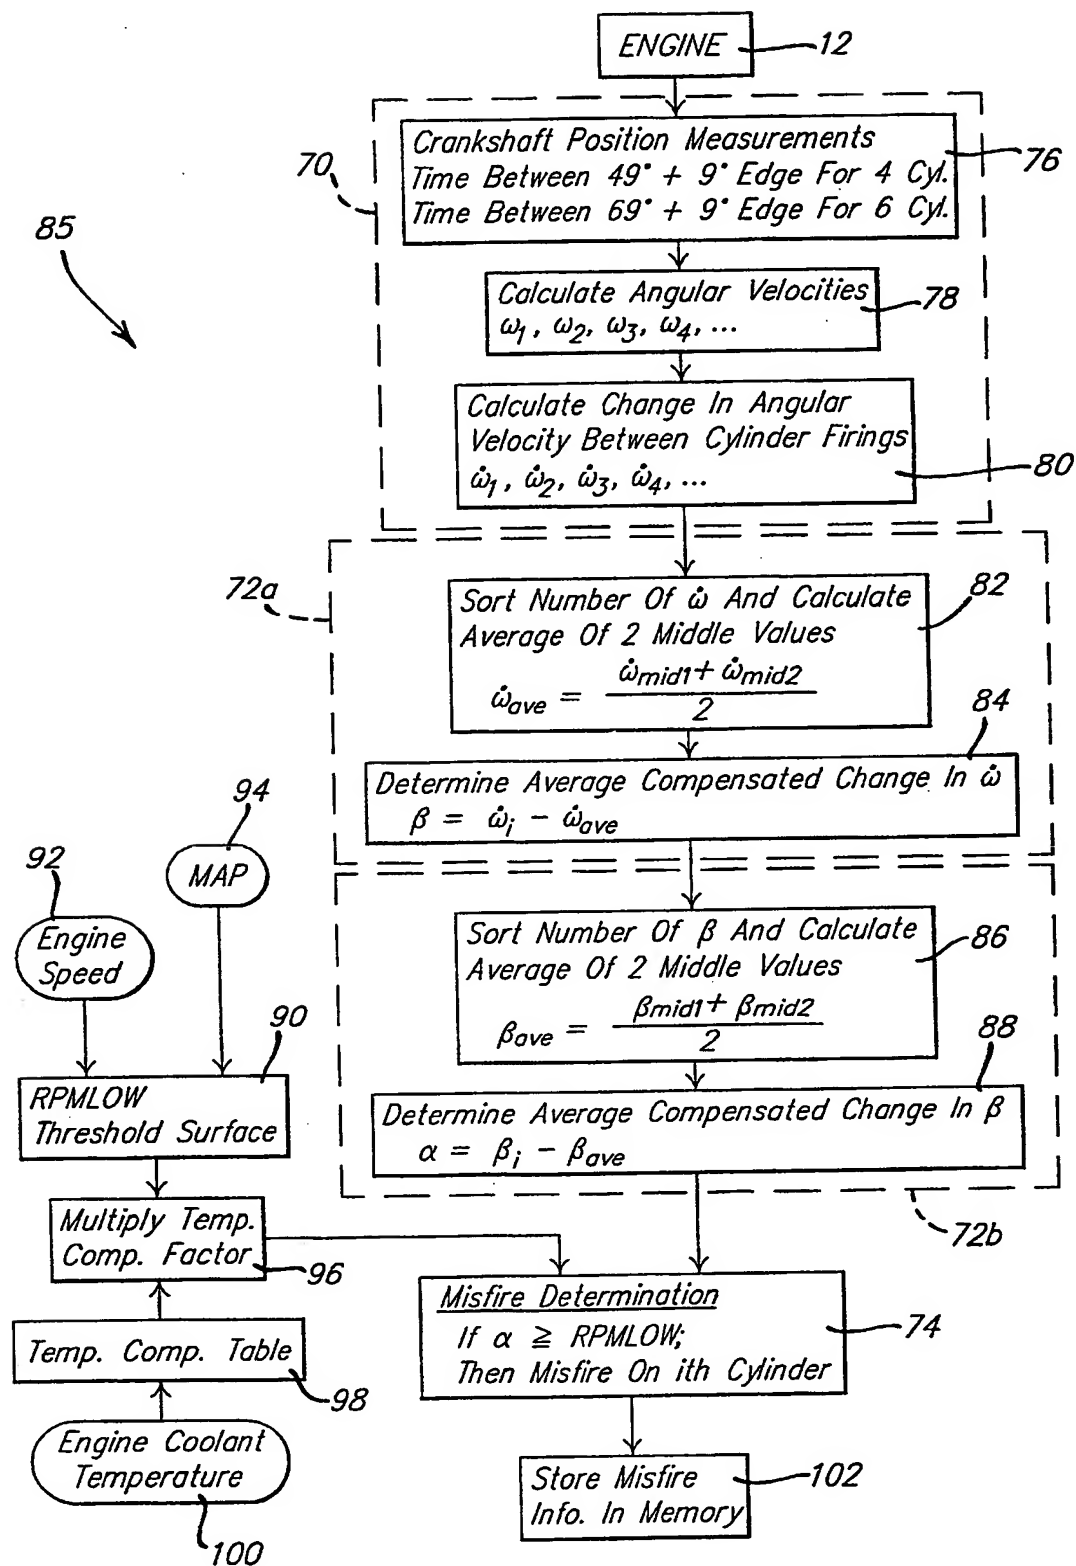 ENGINE
12
70
Crankshaft Position Measurements
Time Between 49° + 9° Edge For 4 Cyl.
Time Between 69° + 9° Edge For 6 Cyl.
76
85
Calculate Angular Velocities
ω1, ω2, ω3, ω4, ...
78
Calculate Change In Angular
Velocity Between Cylinder Firings
ω̇1, ω̇2, ω̇3, ω̇4, ...
80
72a
Sort Number Of ω̇ And Calculate
Average Of 2 Middle Values
ω̇ave = (ω̇mid1 + ω̇mid2) / 2
82
84
Determine Average Compensated Change In ω̇
β = ω̇i - ω̇ave
94
MAP
92
Engine
Speed
Sort Number Of β And Calculate
Average Of 2 Middle Values
βave = (βmid1 + βmid2) / 2
86
90
RPMLOW
Threshold Surface
88
Determine Average Compensated Change In β
α = βi - βave
72b
Multiply Temp.
Comp. Factor
96
Misfire Determination
If α ≧ RPMLOW;
Then Misfire On ith Cylinder
74
Temp. Comp. Table
98
Engine Coolant
Temperature
100
Store Misfire
Info. In Memory
102